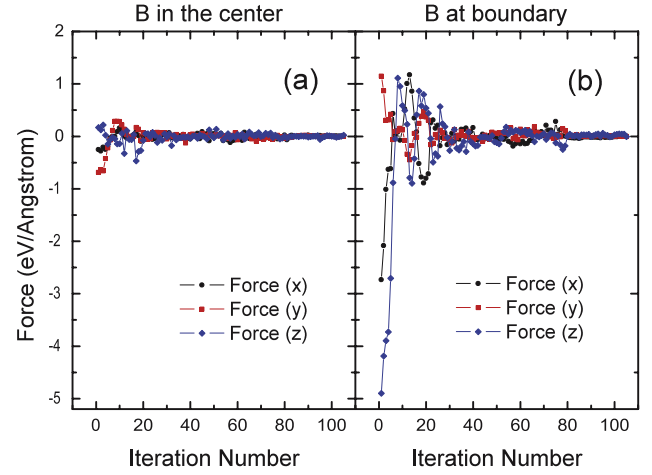 B in the center
B at boundary
2
1
0
-1
-2
-3
-4
-5
Force (eV/Angstrom)
(a)
Force (x)
Force (y)
Force (z)
(b)
Force (x)
Force (y)
Force (z)
0 20 40 60 80 100
0 20 40 60 80 100
Iteration Number
Iteration Number